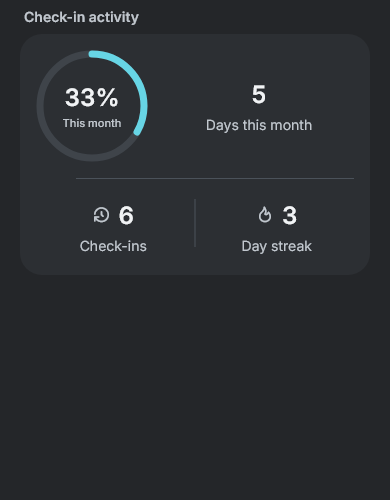 Check-in activity
33%
This month
5
Days this month
6
Check-ins
3
Day streak